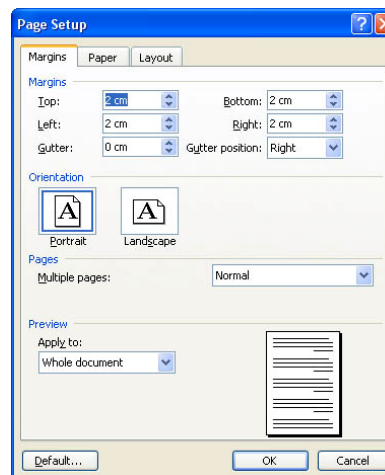 Page Setup
Margins Paper Layout
Margins
Top: 2 cm Bottom: 2 cm
Left: 2 cm Right: 2 cm
Gutter: 0 cm Gutter position: Right
Orientation
A A
Portrait Landscape
Pages
Multiple pages: Normal
Preview
Apply to:
Whole document
Default... OK Cancel